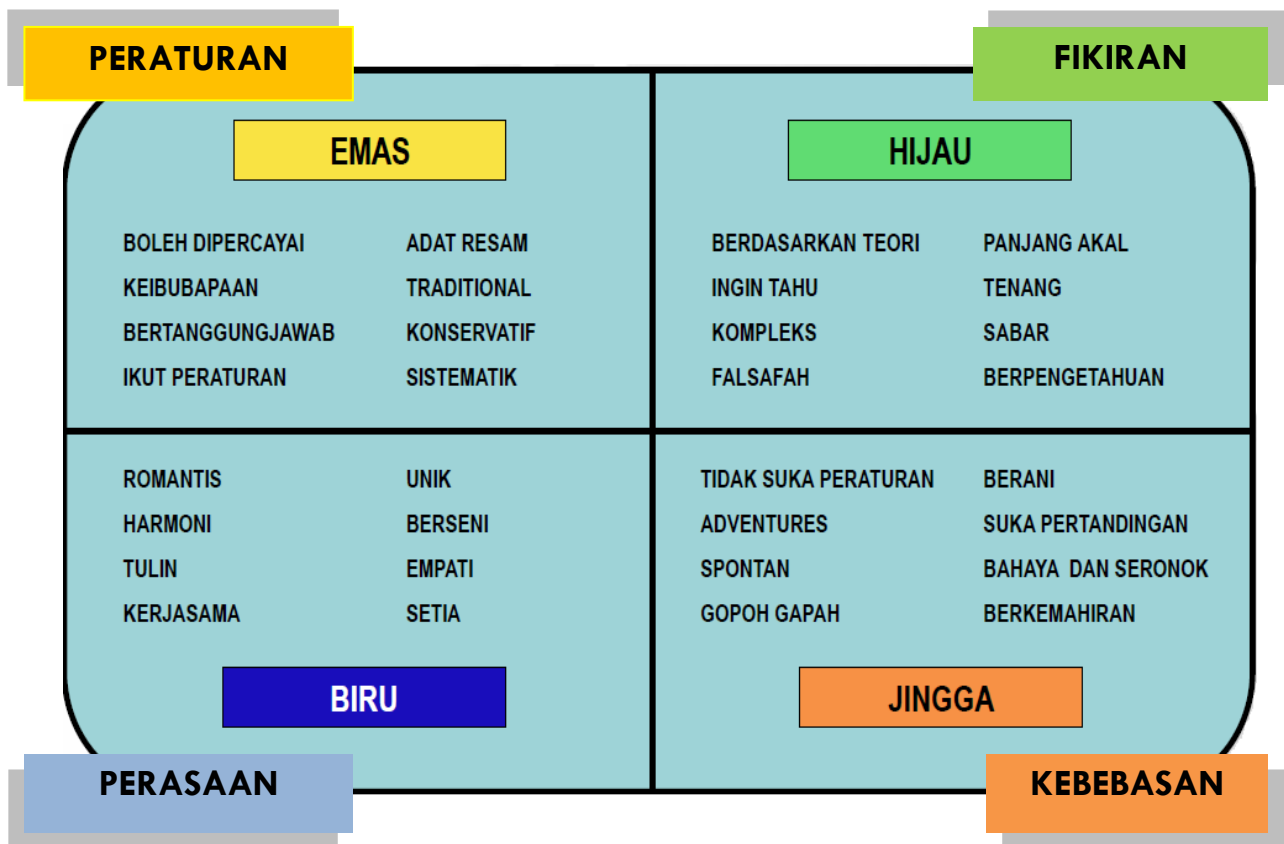 PERATURAN
FIKIRAN
EMAS
BOLEH DIPERCAYAI
KEIBUBAPAAN
BERTANGGUNGJAWAB
IKUT PERATURAN
ADAT RESAM
TRADITIONAL
KONSERVATIF
SISTEMATIK
HIJAU
BERDASARKAN TEORI
INGIN TAHU
KOMPLEKS
FALSAFAH
PANJANG AKAL
TENANG
SABAR
BERPENGETAHUAN
ROMANTIS
HARMONI
TULIN
KERJASAMA
UNIK
BERSENI
EMPATI
SETIA
BIRU
TIDAK SUKA PERATURAN
ADVENTURES
SPONTAN
GOPOH GAPAH
BERANI
SUKA PERTANDINGAN
BAHAYA DAN SERONOK
BERKEMAHIRAN
JINGGA
PERASAAN
KEBEBASAN